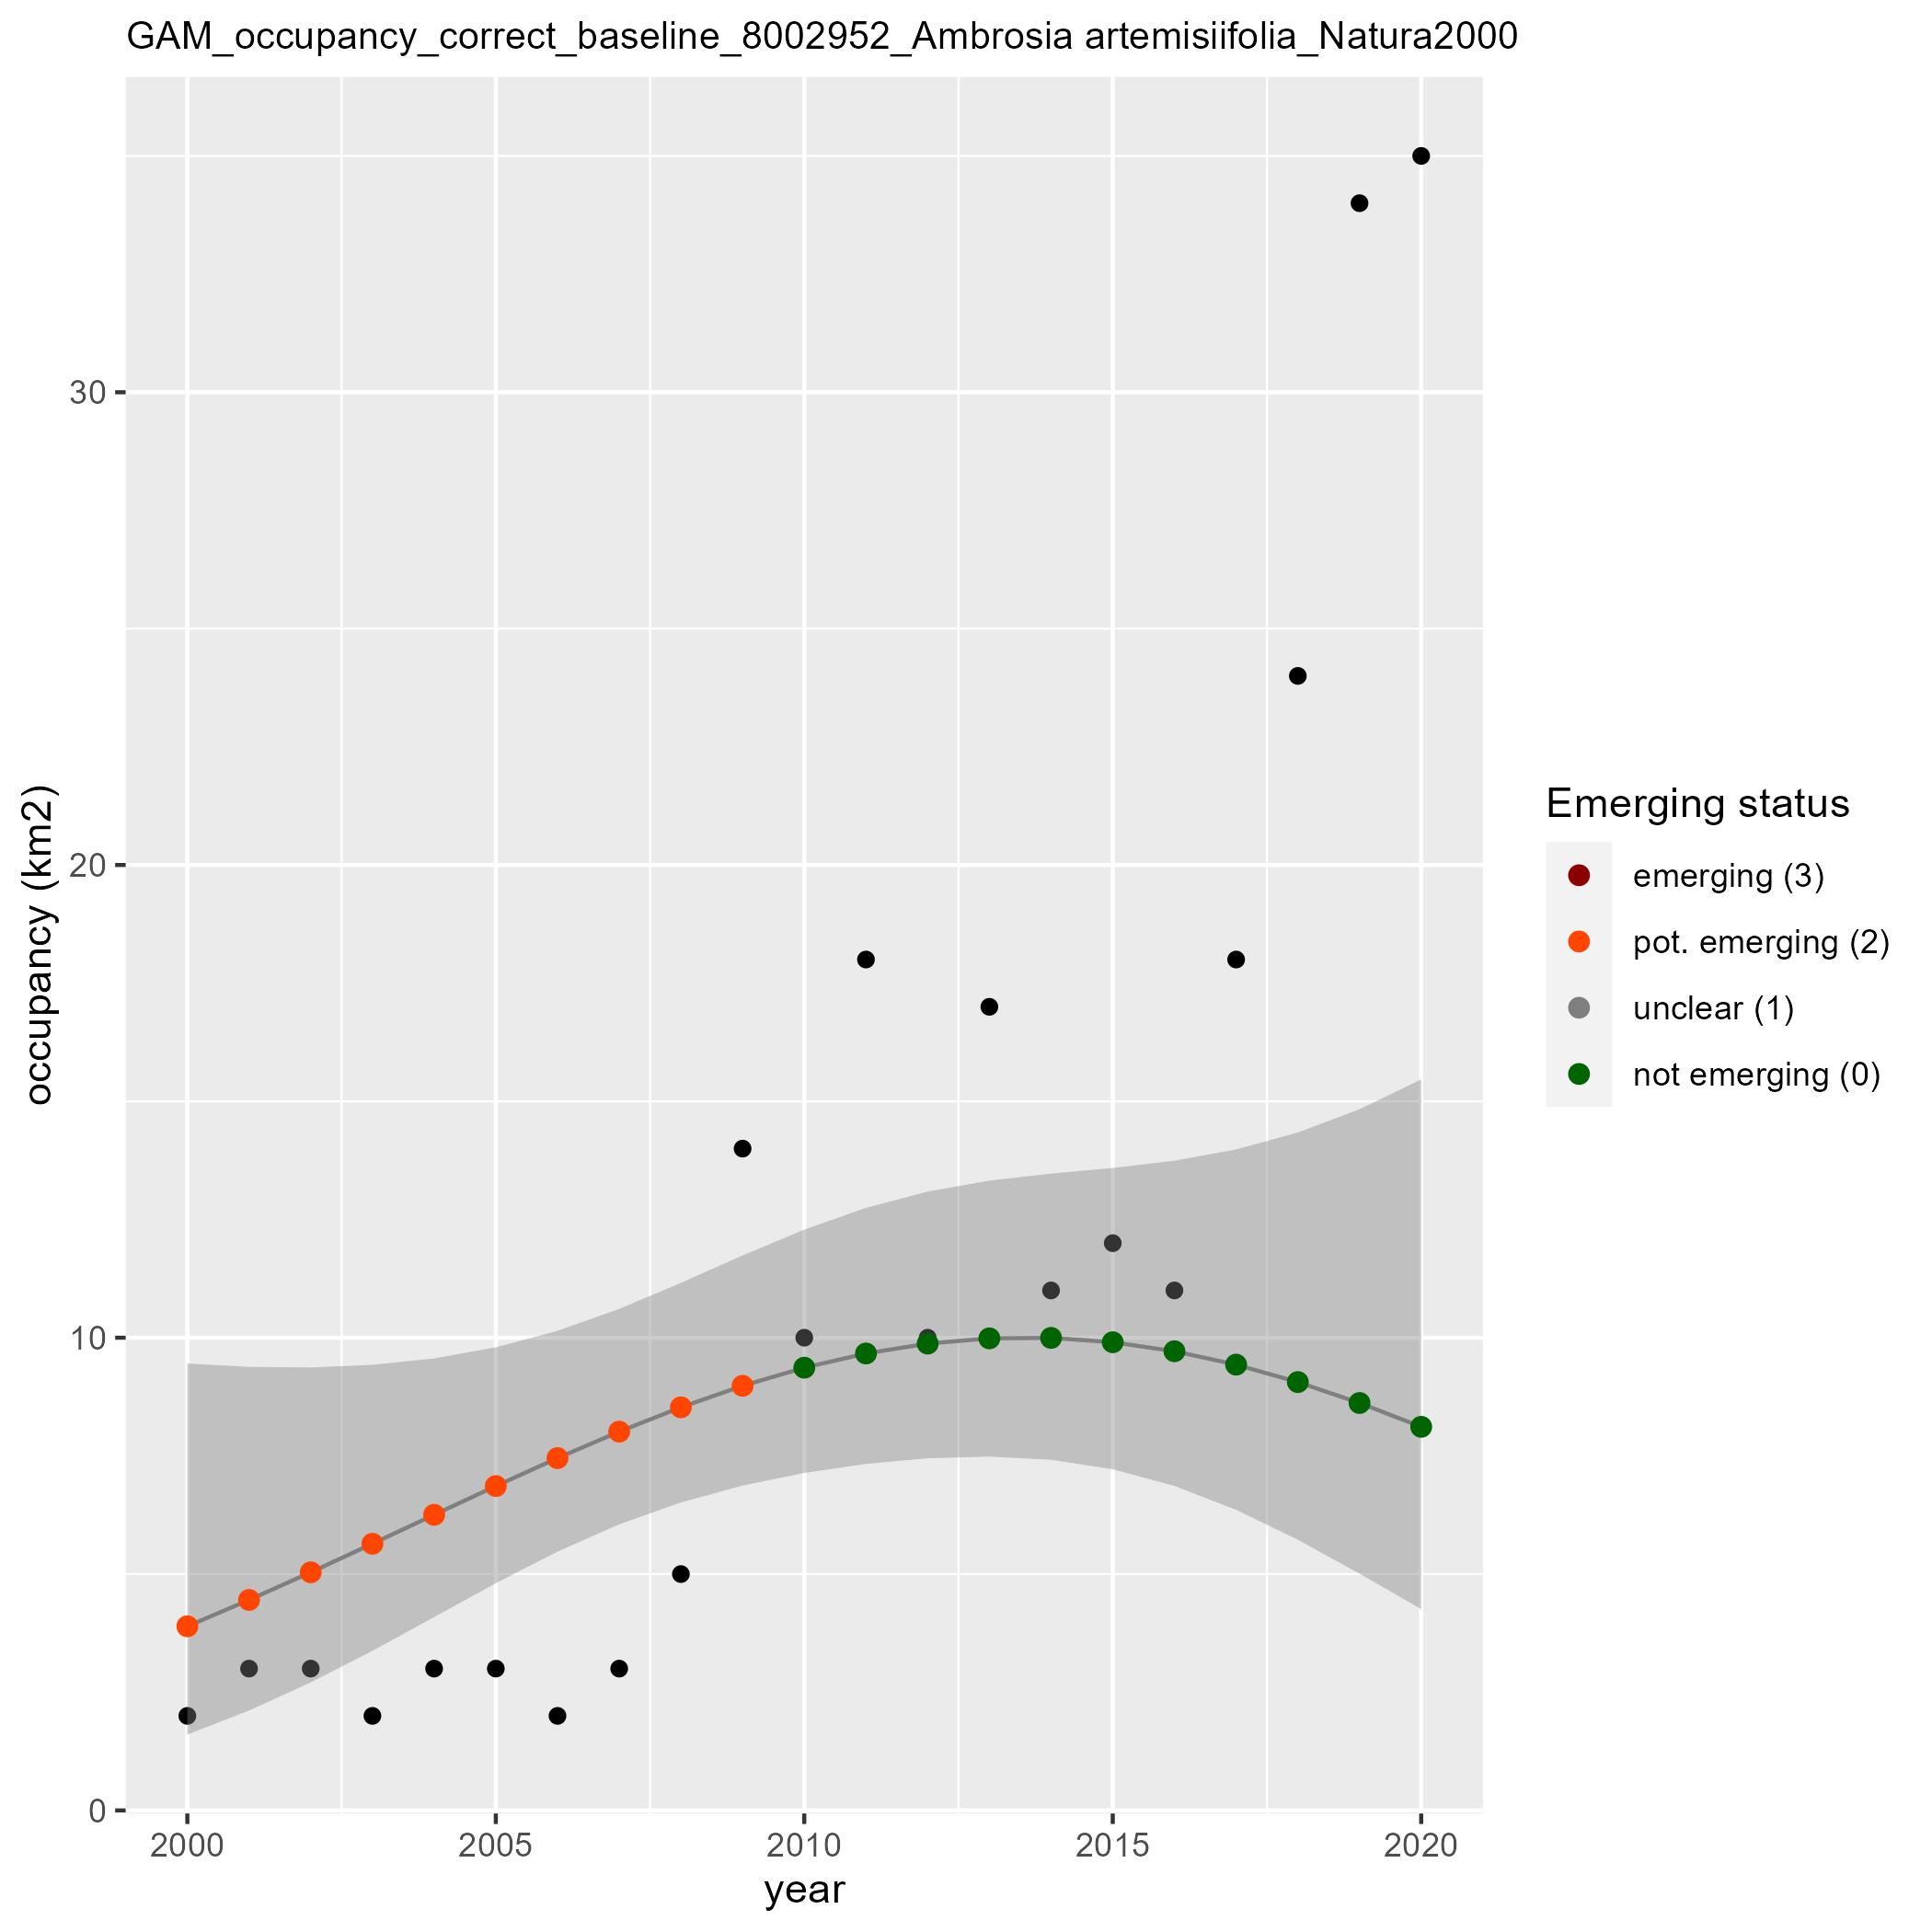 GAM_occupancy_correct_baseline_8002952_Ambrosia artemisiifolia_Natura2000
occupancy (km2)
30
20
10
0
2000 2005 2010 2015 2020
year
Emerging status
emerging (3)
pot. emerging (2)
unclear (1)
not emerging (0)